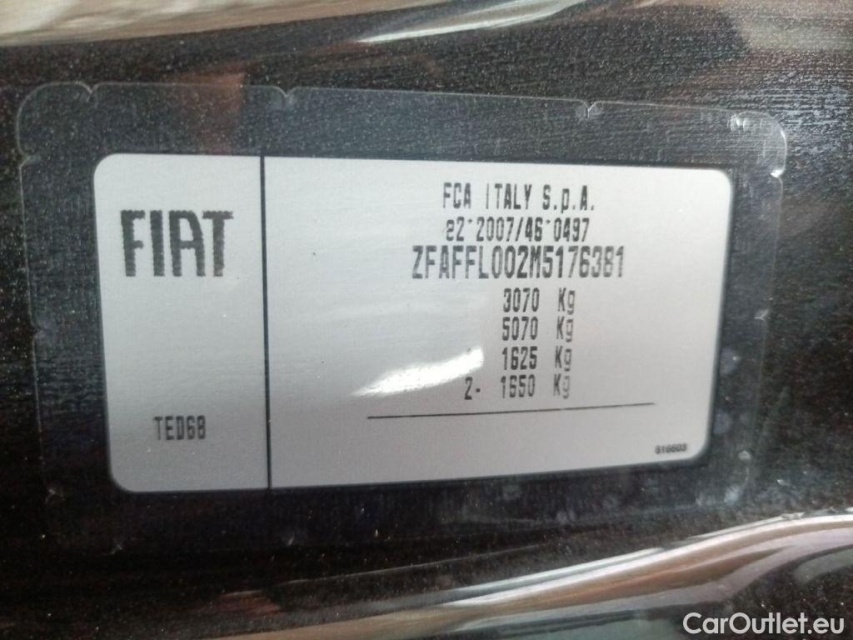 FIAT
TED68
FCA ITALY S.p.A.
e2*2007/46*0497
ZFAFFL002M5176381
3070 Kg
5070 Kg
1625 Kg
2- 1650 Kg
CarOutlet.eu